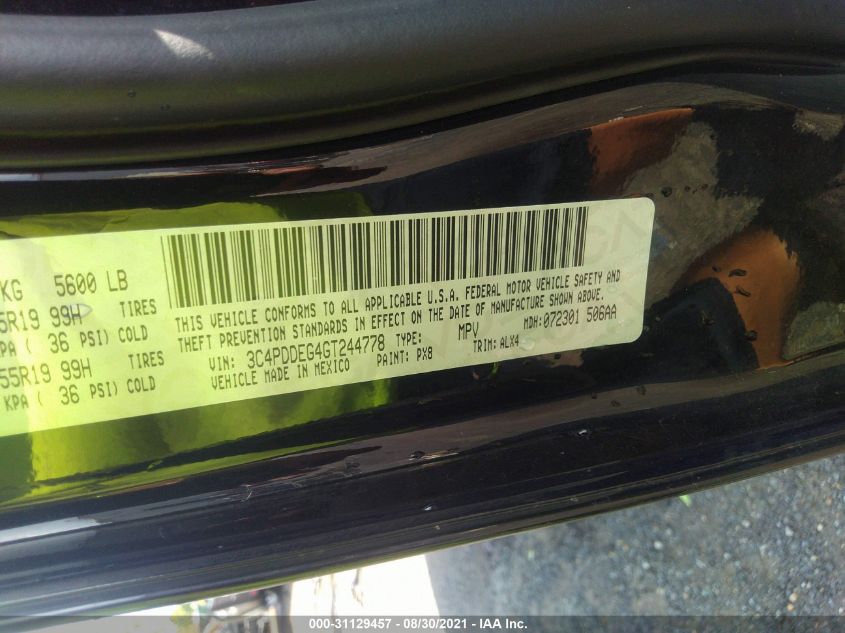 KG 5600 LB
5R19 99H TIRES
KPA ( 36 PSI) COLD
55R19 99H TIRES
KPA ( 36 PSI) COLD
THIS VEHICLE CONFORMS TO ALL APPLICABLE U.S.A. FEDERAL MOTOR VEHICLE SAFETY AND
THEFT PREVENTION STANDARDS IN EFFECT ON THE DATE OF MANUFACTURE SHOWN ABOVE.
VIN: 3C4PDDEG4GT244778 TYPE: MPV MDH:072301 506AA
VEHICLE MADE IN MEXICO PAINT: PX8 TRIM: ALX4
000-31129457 - 08/30/2021 - IAA Inc.